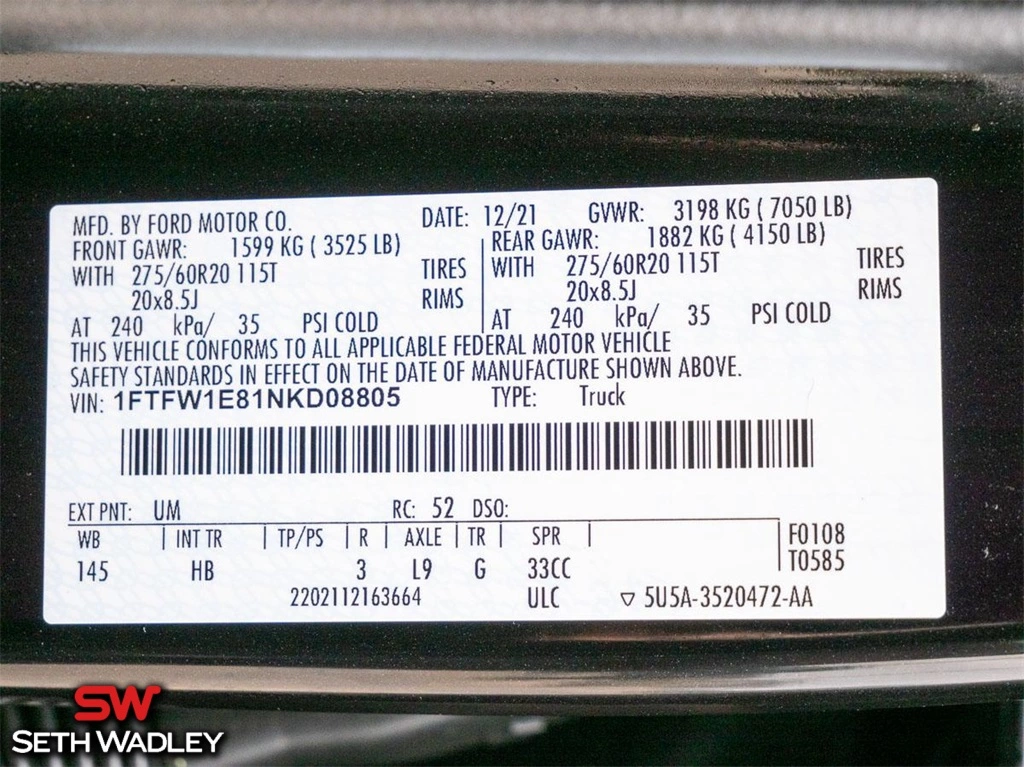 MFD. BY FORD MOTOR CO. DATE: 12/21 GVWR: 3198 KG ( 7050 LB)
FRONT GAWR: 1599 KG ( 3525 LB) REAR GAWR: 1882 KG ( 4150 LB)
WITH 275/60R20 115T TIRES WITH 275/60R20 115T TIRES
20x8.5J RIMS 20x8.5J RIMS
AT 240 kPa/ 35 PSI COLD AT 240 kPa/ 35 PSI COLD
THIS VEHICLE CONFORMS TO ALL APPLICABLE FEDERAL MOTOR VEHICLE
SAFETY STANDARDS IN EFFECT ON THE DATE OF MANUFACTURE SHOWN ABOVE.
VIN: 1FTFW1E81NKD08805 TYPE: Truck
EXT PNT: UM RC: 52 DSO:
WB | INT TR | TP/PS | R | AXLE | TR | SPR | F0108
145 HB 3 L9 G 33CC T0585
2202112163664 ULC ▽ 5U5A-3520472-AA
SW
SETH WADLEY